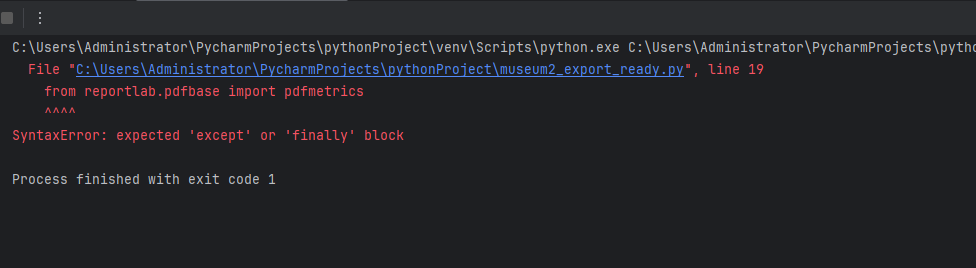 C:\Users\Administrator\PycharmProjects\pythonProject\venv\Scripts\python.exe C:\Users\Administrator\PycharmProjects\pytho
File "C:\Users\Administrator\PycharmProjects\pythonProject\museum2_export_ready.py", line 19
from reportlab.pdfbase import pdfmetrics
^^^^
SyntaxError: expected 'except' or 'finally' block
Process finished with exit code 1